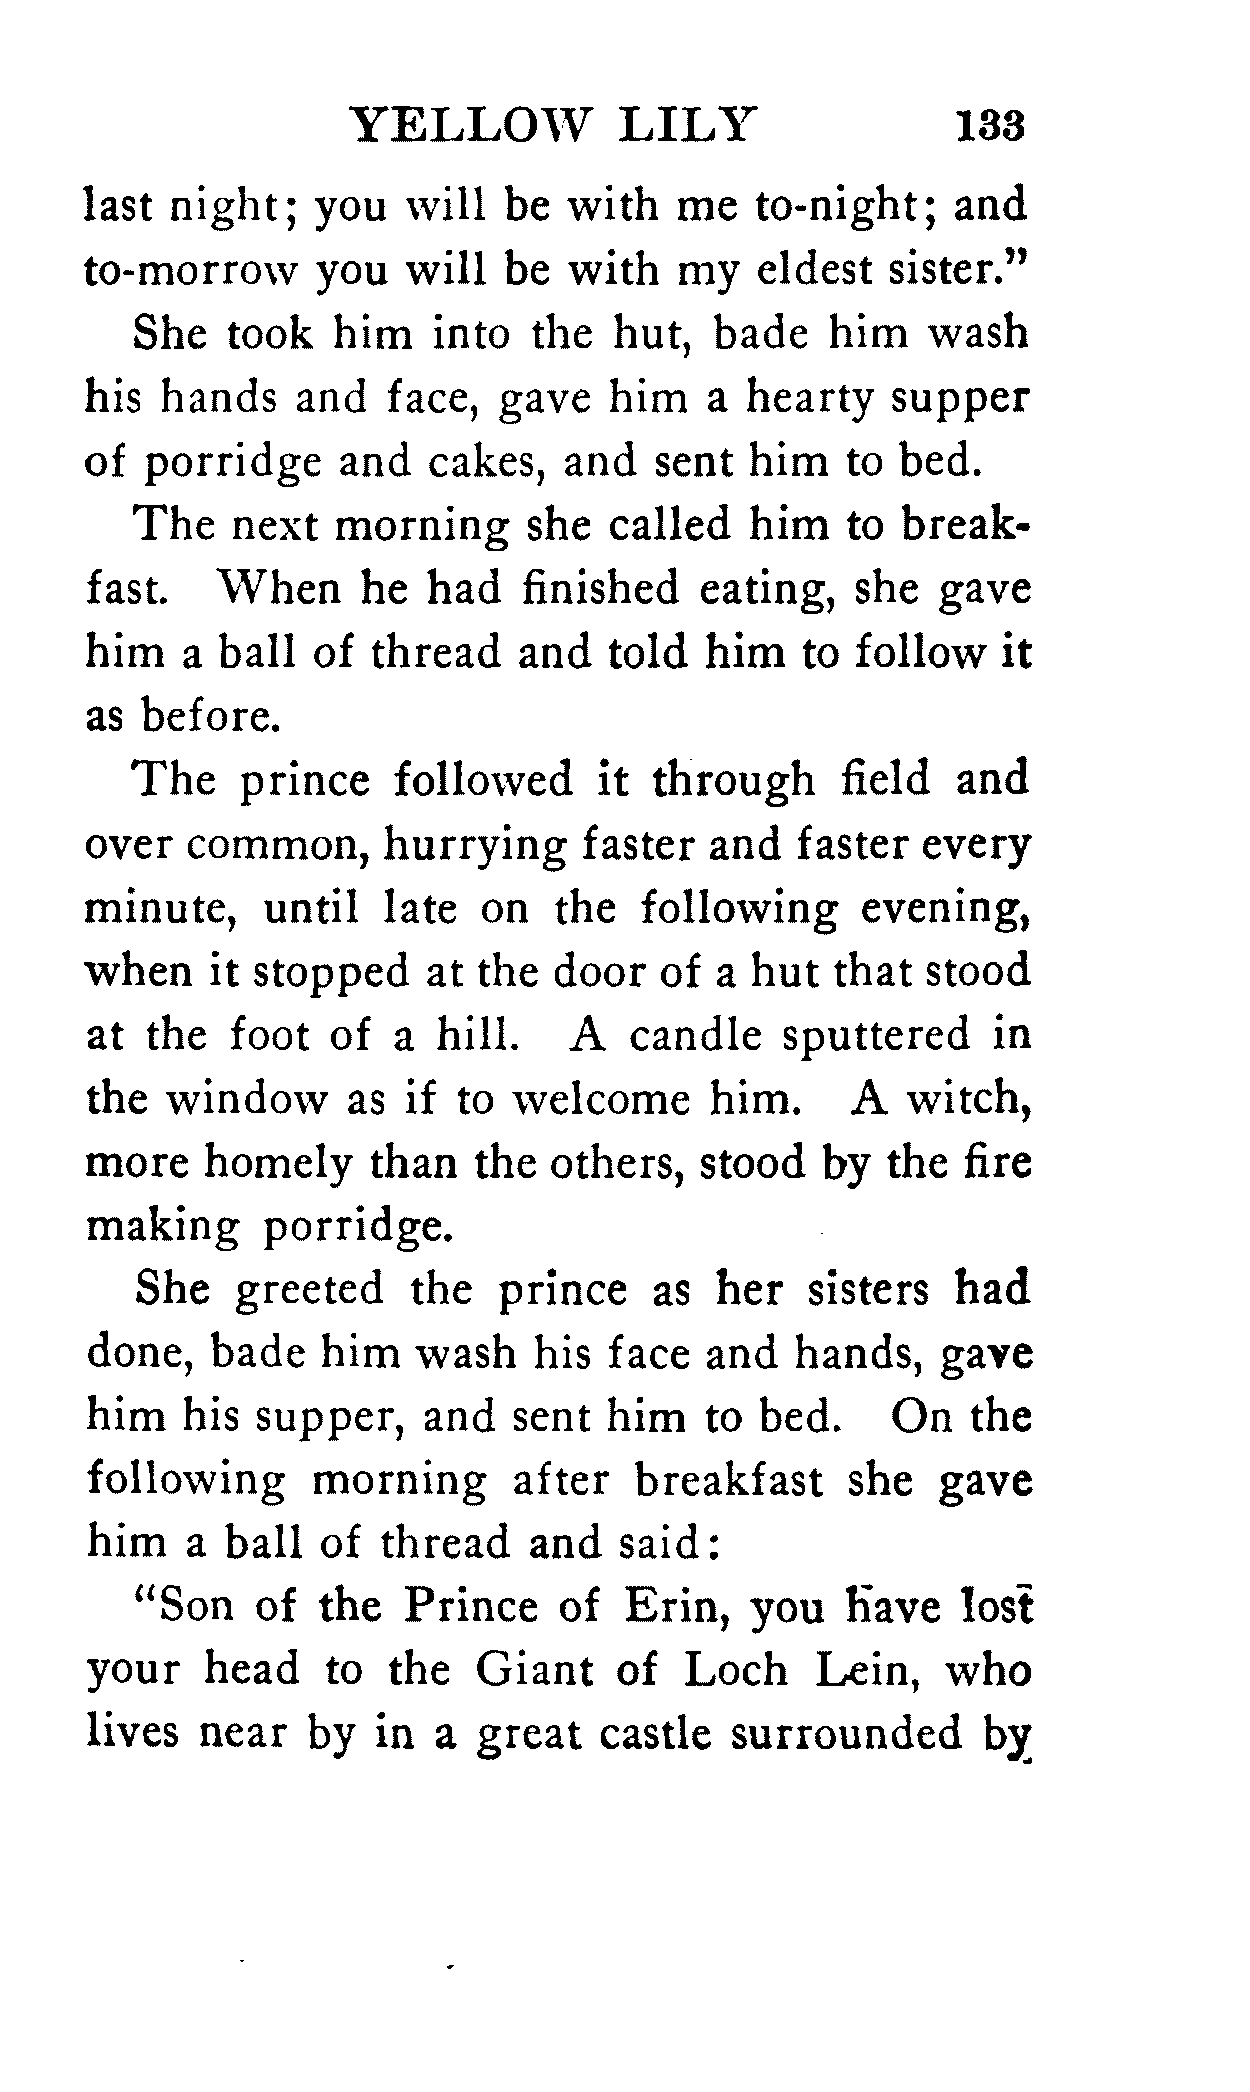 YELLOW LILY 133
last night; you will be with me to-night; and
to-morrow you will be with my eldest sister.”
She took him into the hut, bade him wash
his hands and face, gave him a hearty supper
of porridge and cakes, and sent him to bed.
The next morning she called him to break-
fast. When he had finished eating, she gave
him a ball of thread and told him to follow it
as before.
The prince followed it through field and
over common, hurrying faster and faster every
minute, until late on the following evening,
when it stopped at the door of a hut that stood
at the foot of a hill. A candle sputtered in
the window as if to welcome him. A witch,
more homely than the others, stood by the fire
making porridge.
She greeted the prince as her sisters had
done, bade him wash his face and hands, gave
him his supper, and sent him to bed. On the
following morning after breakfast she gave
him a ball of thread and said:
“Son of the Prince of Erin, you have lost
your head to the Giant of Loch Lein, who
lives near by in a great castle surrounded by